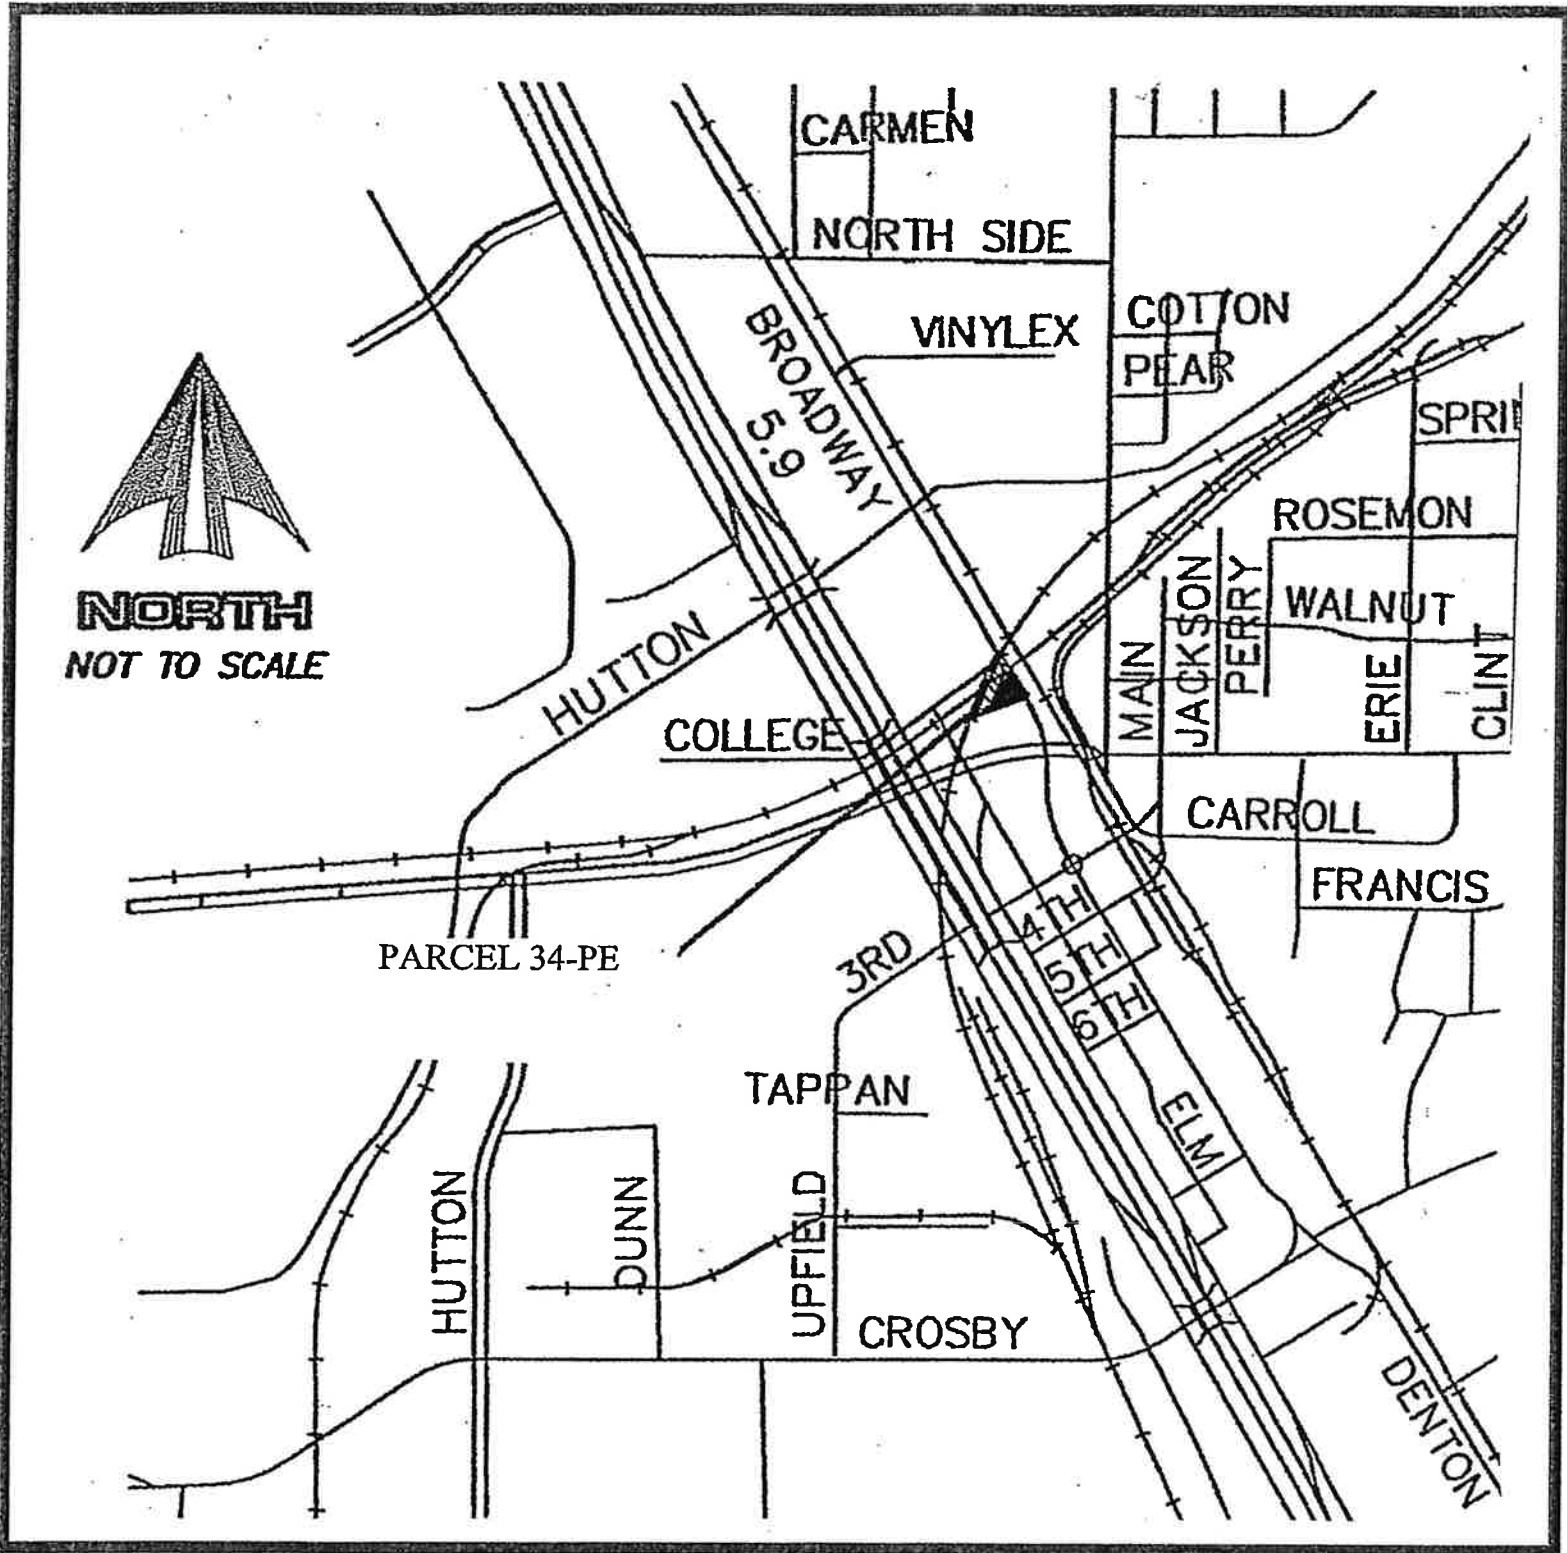 CARMEN
NORTH SIDE
BROADWAY
5.9
VINYLEX
COTTON
PEAR
SPRI
NORTH
NOT TO SCALE
ROSEMON
HUTTON
COLLEGE
MAIN
JACKSON
PERRY
WALNUT
ERIE
CLINT
CARROLL
FRANCIS
PARCEL 34-PE
3RD
4TH
5TH
6TH
TAPPAN
ELM
HUTTON
DUNN
UPFIELD
CROSBY
DENTON